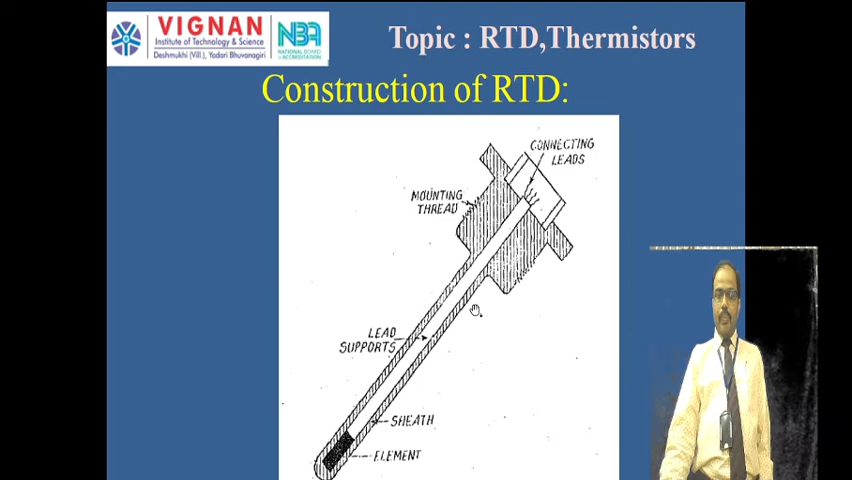 VIGNAN
Institute of Technology & Science
Deshmukhi (Vill.), Yadari Bhuvanagiri
NBA
NATIONAL BOARD
of ACCREDITATION
Topic : RTD,Thermistors
Construction of RTD:
CONNECTING
LEADS
MOUNTING
THREAD
LEAD
SUPPORTS
SHEATH
ELEMENT